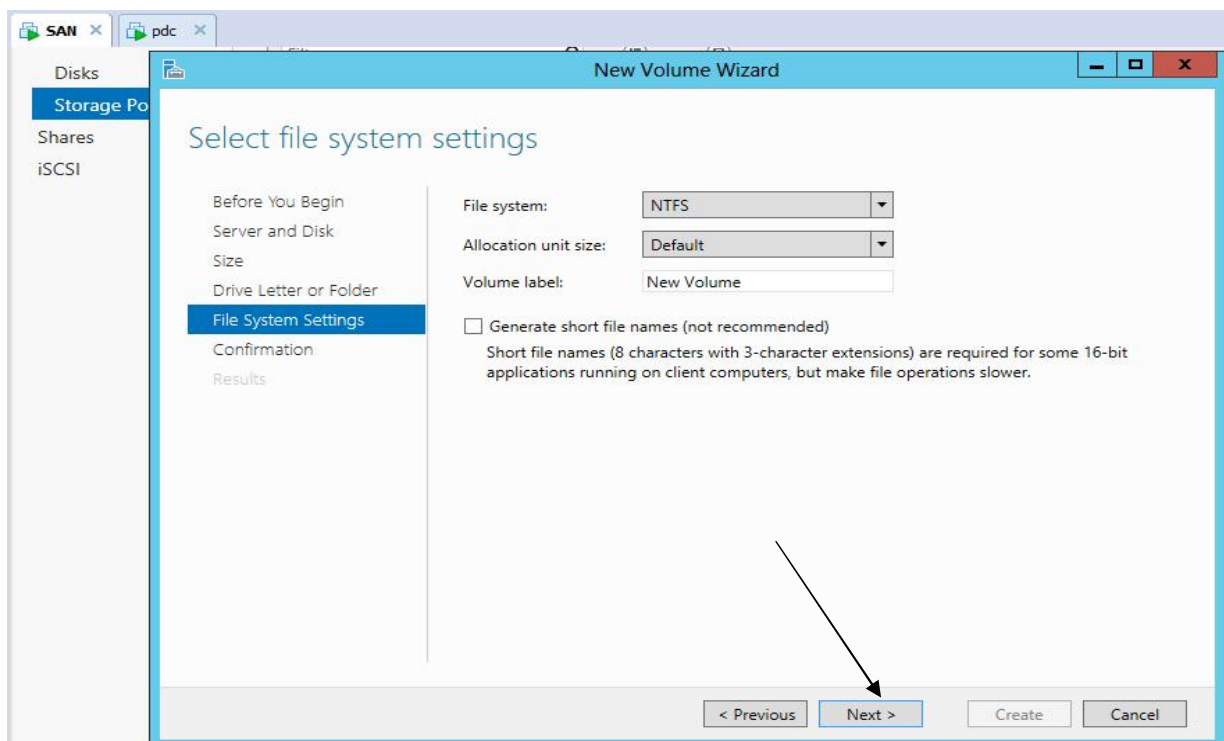 SAN
pdc
New Volume Wizard
Disks
Storage Po
Shares
iSCSI
Select file system settings
Before You Begin
Server and Disk
Size
Drive Letter or Folder
File System Settings
Confirmation
Results
File system: NTFS
Allocation unit size: Default
Volume label: New Volume
Generate short file names (not recommended)
Short file names (8 characters with 3-character extensions) are required for some 16-bit
applications running on client computers, but make file operations slower.
< Previous
Next >
Create
Cancel